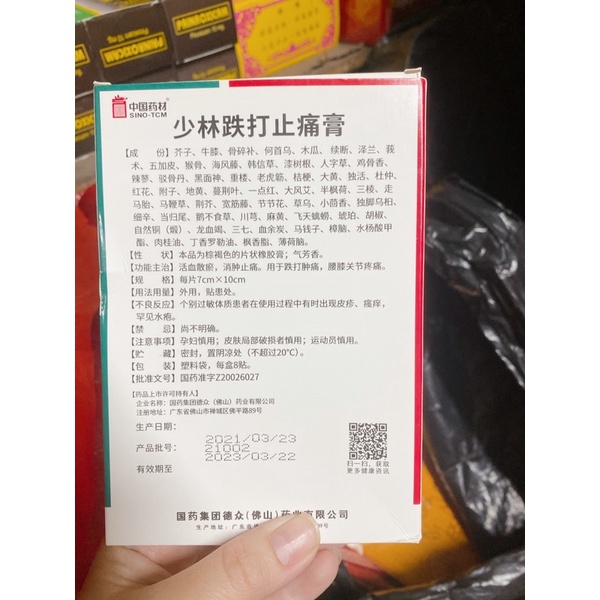 中国药材
SINO-TCM
少林跌打止痛膏
【成 份】芥子、牛膝、骨碎补、何首乌、木瓜、续断、泽兰、莪
术、五加皮、猴骨、海风藤、韩信草、漆树根、人字草、鸡骨香、
辣蓼、驳骨丹、黑面神、重楼、老虎簕、桔梗、大黄、独活、杜仲、
红花、附子、地黄、蔓荆叶、一点红、大风艾、半枫荷、三棱、走
马胎、马鞭草、荆芥、宽筋藤、节节花、草乌、小茴香、独脚乌桕、
细辛、当归尾、鹅不食草、川芎、麻黄、飞天蠄蟧、琥珀、胡椒、
自然铜（煅）、龙血竭、三七、血余炭、马钱子、樟脑、水杨酸甲
酯、肉桂油、丁香罗勒油、枫香脂、薄荷脑。
【性 状】本品为棕褐色的片状橡胶膏；气芳香。
【功能主治】活血散瘀，消肿止痛。用于跌打肿痛，腰膝关节疼痛。
【规 格】每片7cm×10cm
【用法用量】外用，贴患处。
【不良反应】个别过敏体质患者在使用过程中有时出现皮疹、瘙痒，
罕见水疱。
【禁 忌】尚不明确。
【注意事项】孕妇慎用；皮肤局部破损者慎用；运动员慎用。
【贮 藏】密封，置阴凉处（不超过20℃）。
【包 装】塑料袋，每盒8贴。
【批准文号】国药准字Z20026027
【药品上市许可持有人】
企业名称：国药集团德众（佛山）药业有限公司
注册地址：广东省佛山市禅城区佛平路89号
生产日期：
2021/03/23
产品批号：
21002
2023/03/22
有效期至
扫一扫，获取
更多健康资讯
国药集团德众(佛山)药业有限公司
生产地址：广东省佛